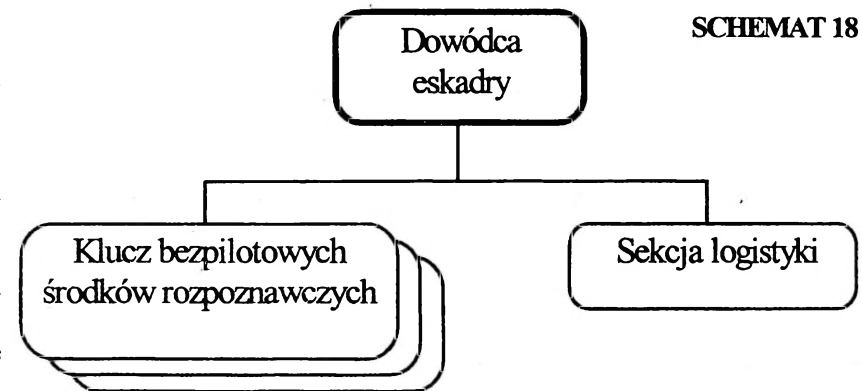 SCHEMAT 18
Dowódca
eskadry
Klucz bezpilotowych
środków rozpoznawczych
Sekcja logistyki